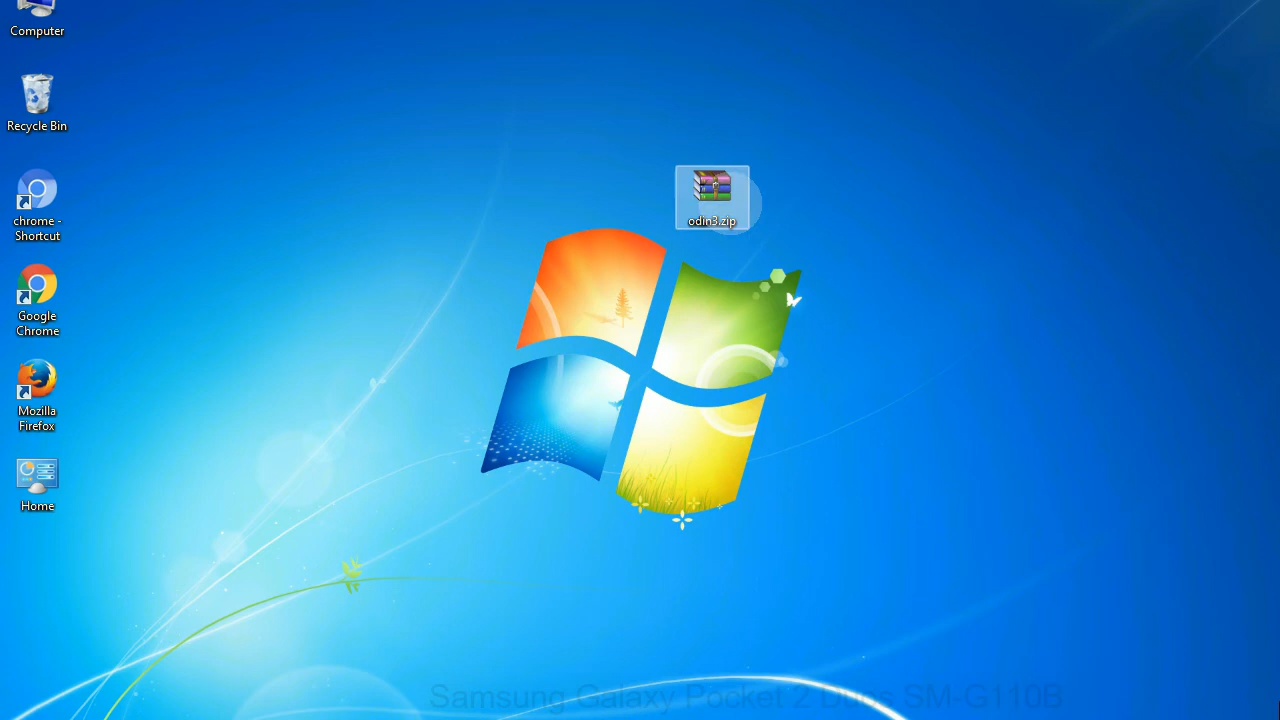 Computer
Recycle Bin
chrome -
Shortcut
Google
Chrome
Mozilla
Firefox
Home
odin3.zip
Samsung Galaxy Pocket 2 Duos SM-G110B